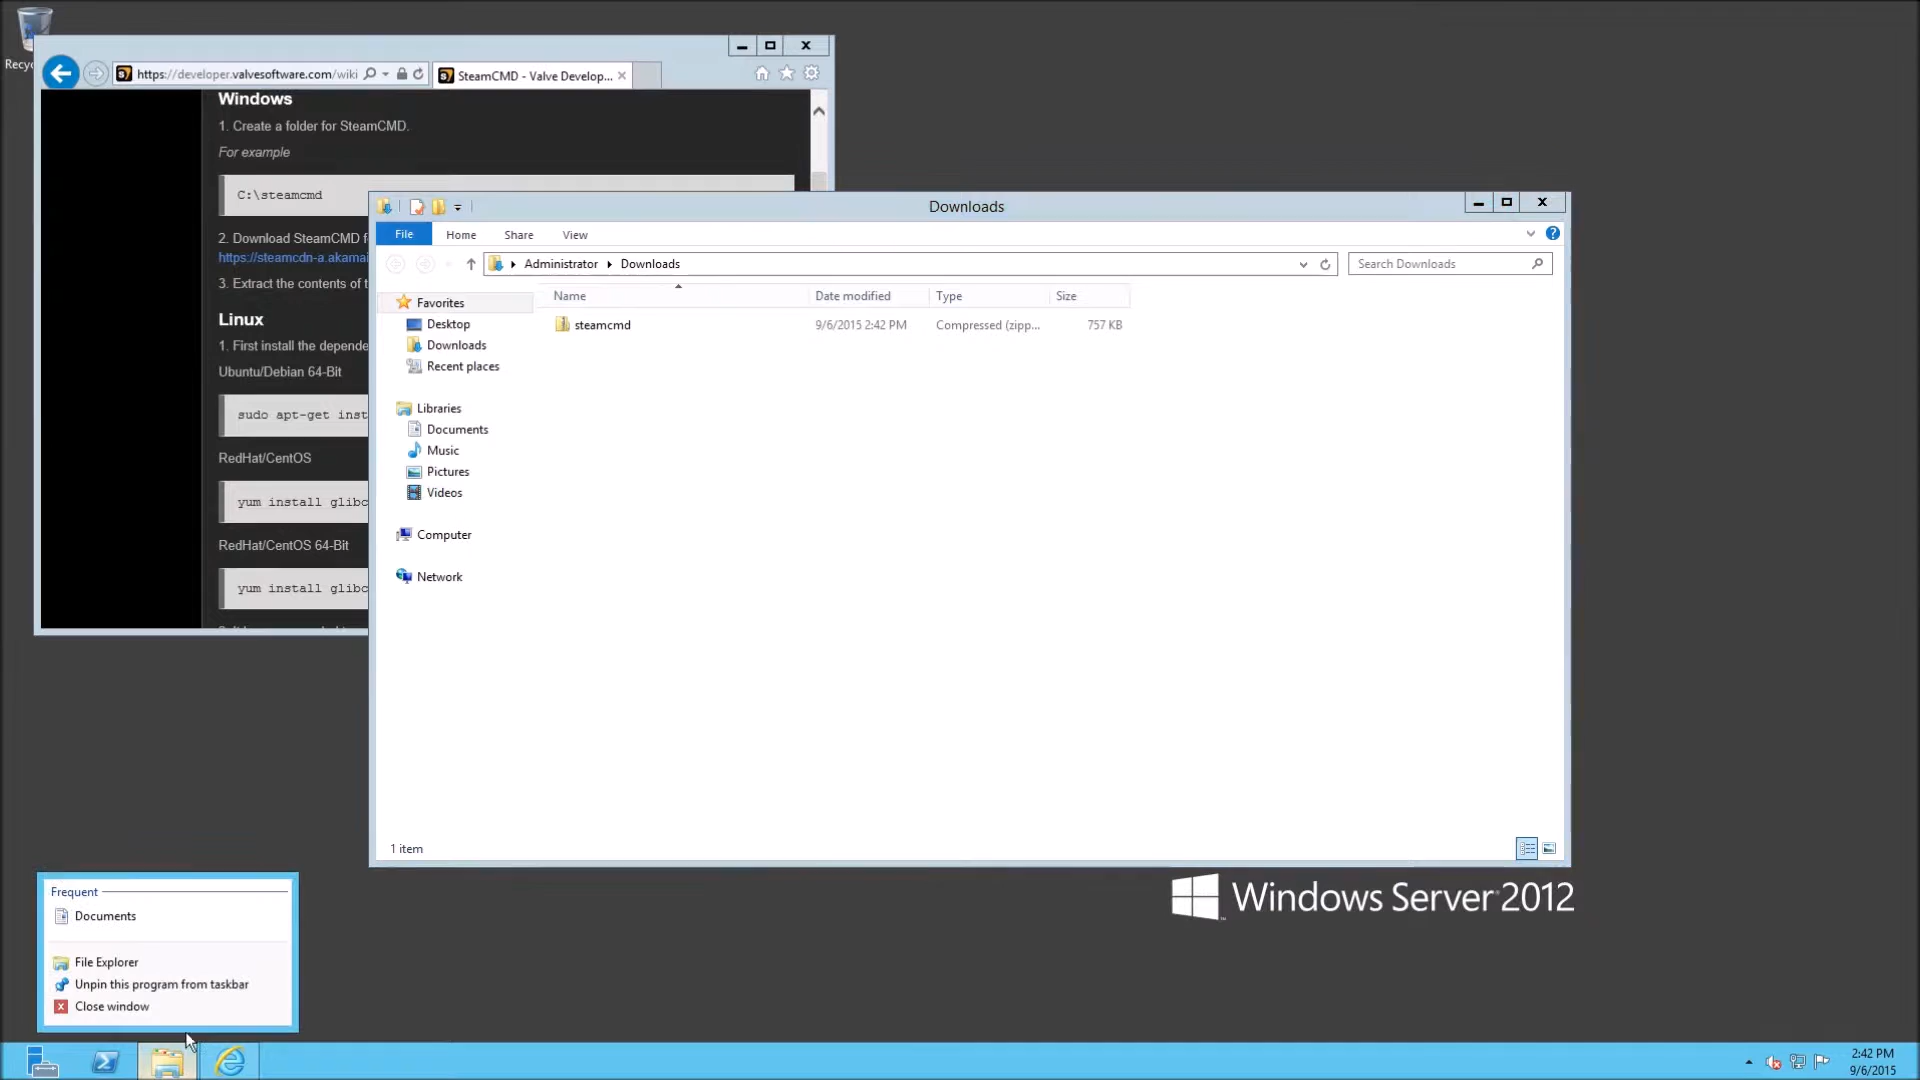 Recyc
https://developer.valvesoftware.com/wiki
SteamCMD - Valve Develop...
Windows
1. Create a folder for SteamCMD.
For example
C:\steamcmd
2. Download SteamCMD f
https://steamcdn-a.akamai
3. Extract the contents of t
Linux
1. First install the depende
Ubuntu/Debian 64-Bit
sudo apt-get inst
RedHat/CentOS
yum install glibc
RedHat/CentOS 64-Bit
yum install glibc
Downloads
File Home Share View
Administrator Downloads
Search Downloads
Name Date modified Type Size
steamcmd 9/6/2015 2:42 PM Compressed (zipp... 757 KB
Favorites
Desktop
Downloads
Recent places
Libraries
Documents
Music
Pictures
Videos
Computer
Network
1 item
Windows Server 2012
Frequent
Documents
File Explorer
Unpin this program from taskbar
Close window
2:42 PM
9/6/2015